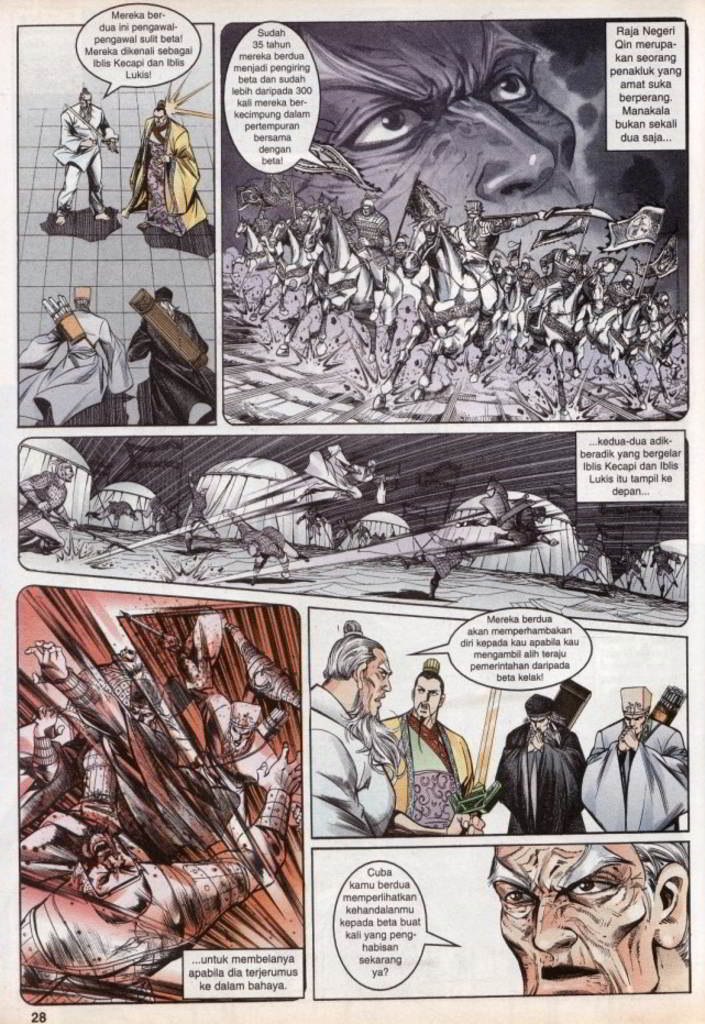 Mereka ber-
dua ini pengawal-
pengawal sulit beta!
Mereka dikenali sebagai
Iblis Kecapi dan Iblis
Lukis!
Sudah
35 tahun
mereka berdua
menjadi pengiring
beta dan sudah
lebih daripada 300
kali mereka ber-
kecimpung dalam
pertempuran
bersama
dengan
beta!
Raja Negeri
Qin merupa-
kan seorang
penakluk yang
amat suka
berperang.
Manakala
bukan sekali
dua saja...
...kedua-dua adik-
beradik yang bergelar
Iblis Kecapi dan Iblis
Lukis itu tampil ke
depan...
...untuk membelanya
apabila dia terjerumus
ke dalam bahaya.
Mereka berdua
akan memperhambakan
diri kepada kau apabila kau
mengambil alih teraju
pemerintahan daripada
beta kelak!
Cuba
kamu berdua
memperlihatkan
kehandalanmu
kepada beta buat
kali yang peng-
habisan
sekarang
ya?
28